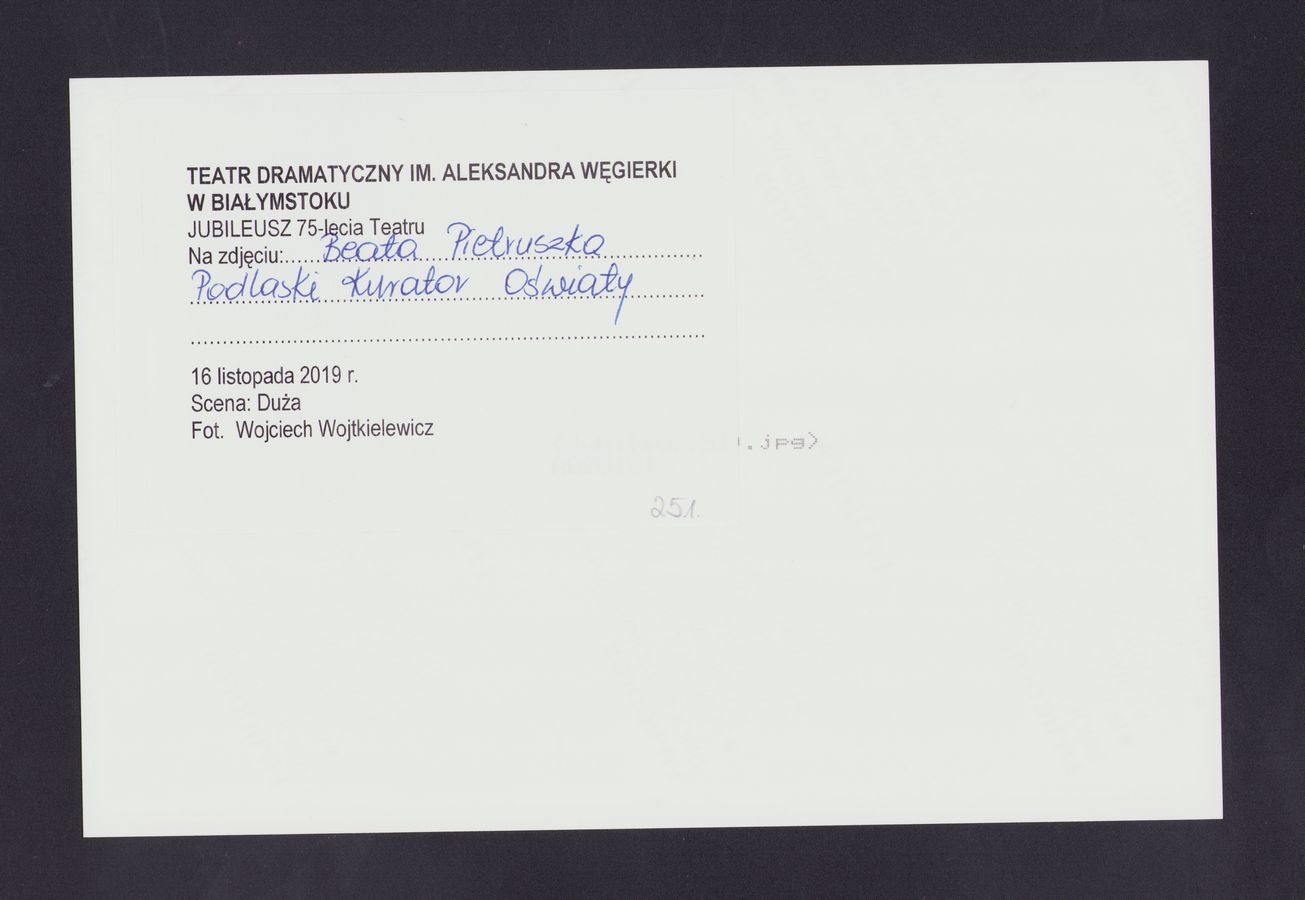 TEATR DRAMATYCZNY IM. ALEKSANDRA WĘGIERKI
W BIAŁYMSTOKU
JUBILEUSZ 75-lecia Teatru
Na zdjęciu:..... Beata Pietruszka
Podlaski Kurator Oświaty
16 listopada 2019 r.
Scena: Duża
Fot. Wojciech Wojtkielewicz
.jpg>
251.